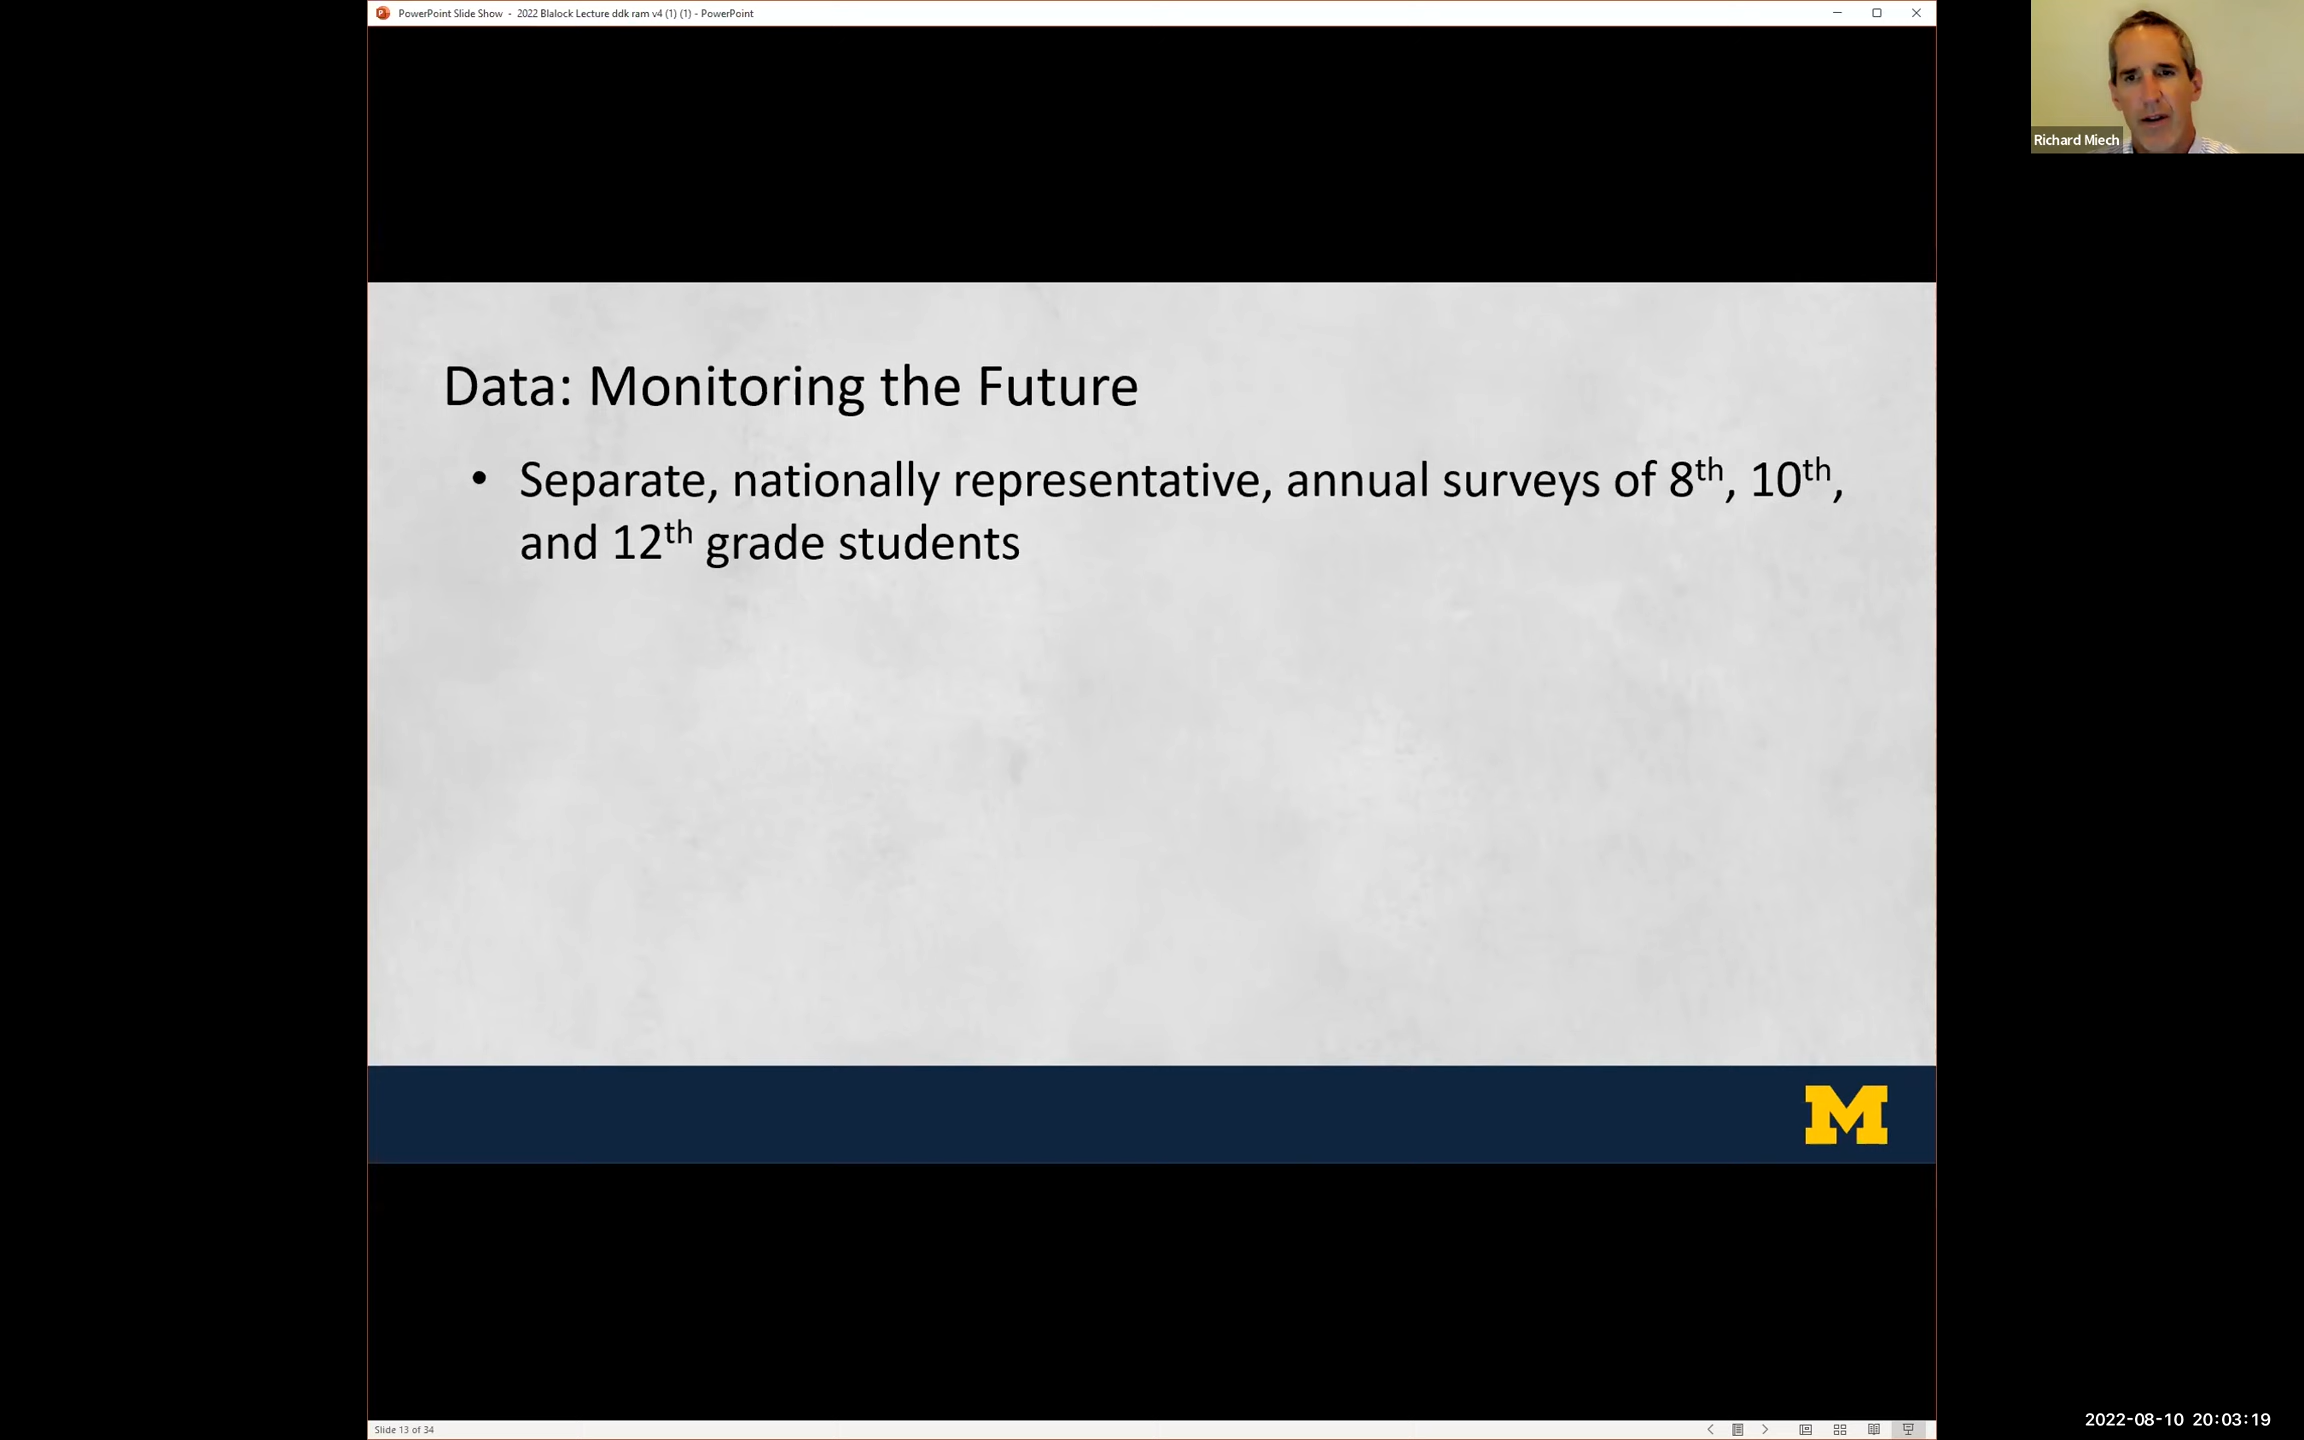 PowerPoint Slide Show - 2022 Blalock Lecture ddk ram v4 (1) (1) - PowerPoint
Richard Miech
Data: Monitoring the Future
• Separate, nationally representative, annual surveys of 8th, 10th,
and 12th grade students
M
Slide 13 of 34
2022-08-10 20:03:19